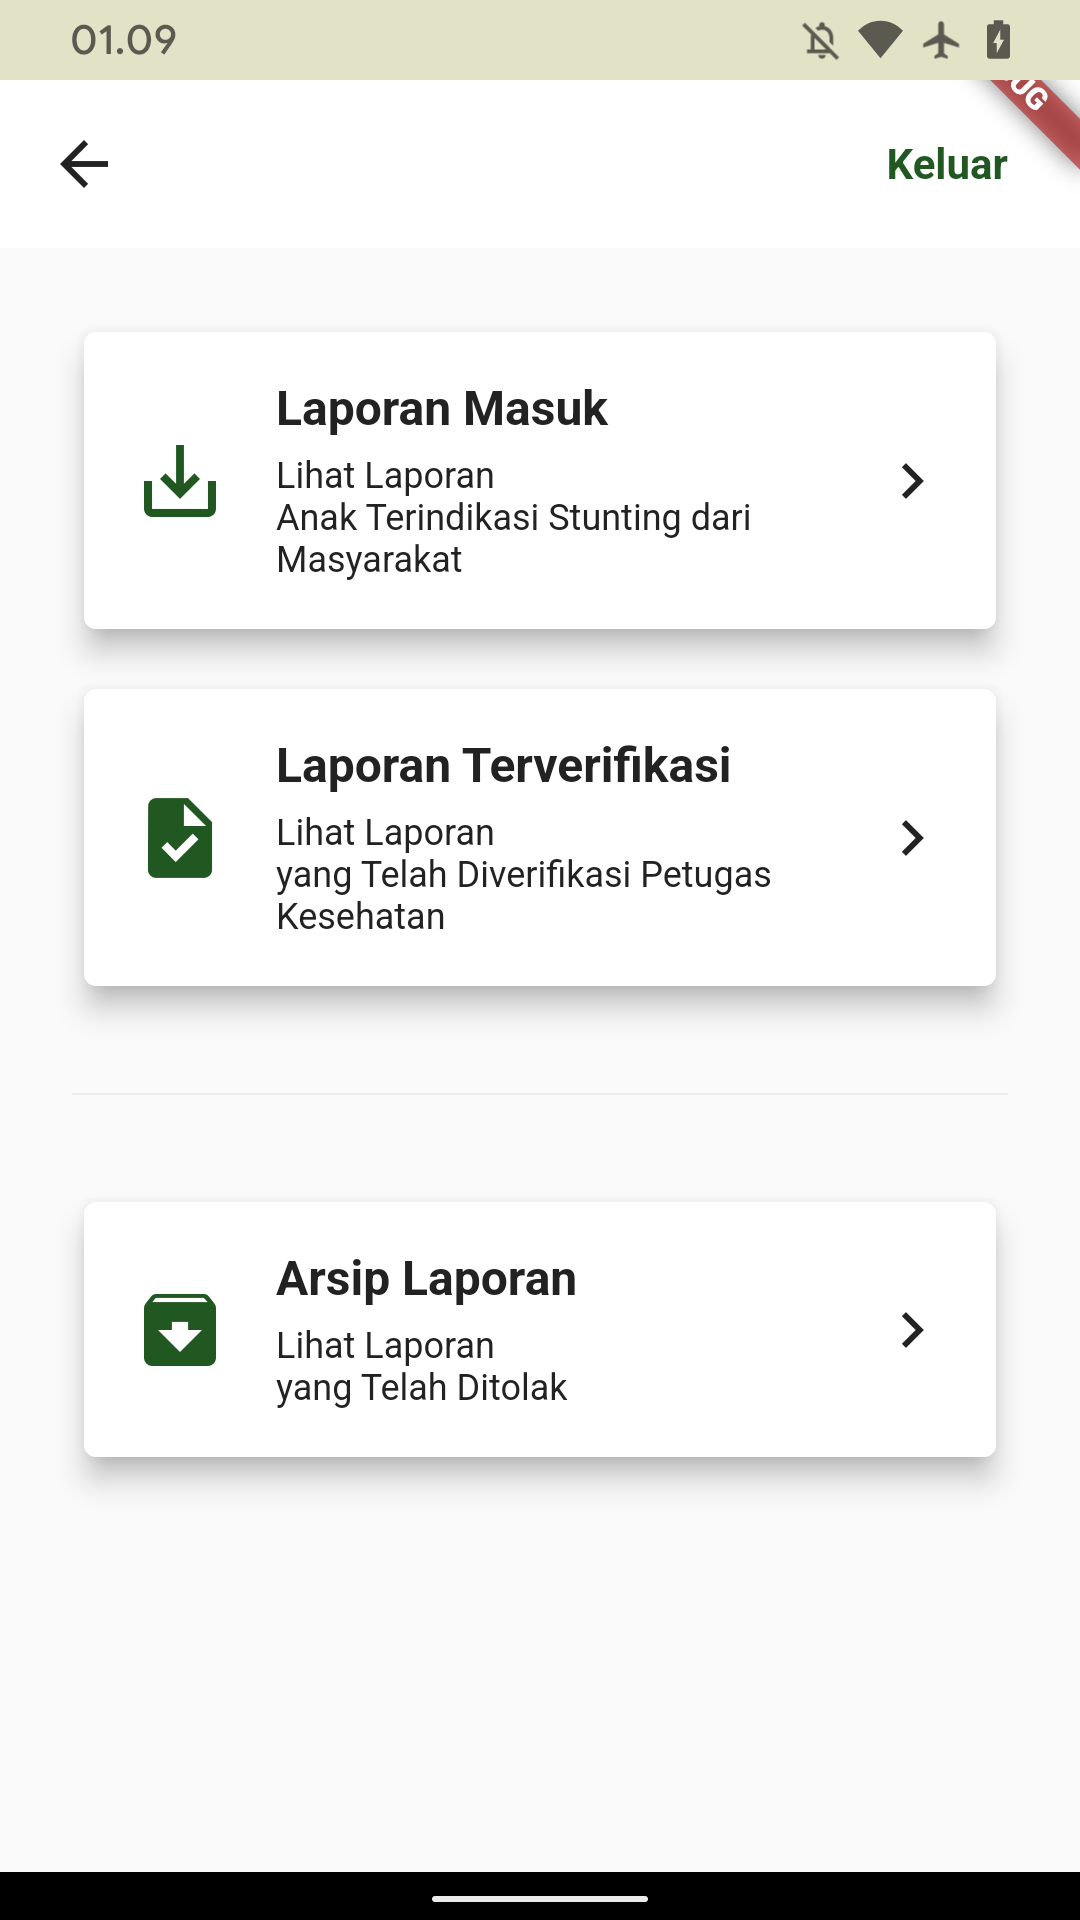 01.09
Keluar
Laporan Masuk
Lihat Laporan
Anak Terindikasi Stunting dari
Masyarakat
Laporan Terverifikasi
Lihat Laporan
yang Telah Diverifikasi Petugas
Kesehatan
Arsip Laporan
Lihat Laporan
yang Telah Ditolak